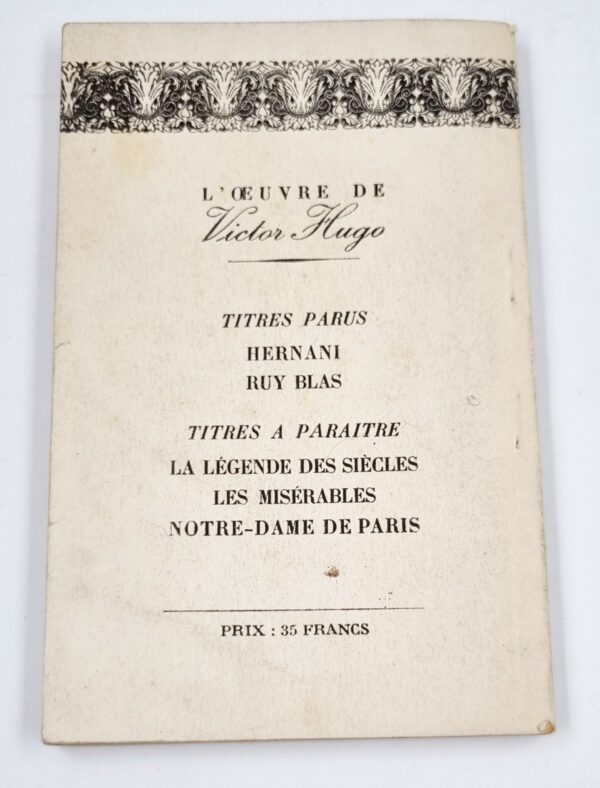 L'ŒUVRE DE
Victor Hugo
TITRES PARUS
HERNANI
RUY BLAS
TITRES A PARAITRE
LA LÉGENDE DES SIÈCLES
LES MISÉRABLES
NOTRE-DAME DE PARIS
PRIX : 35 FRANCS